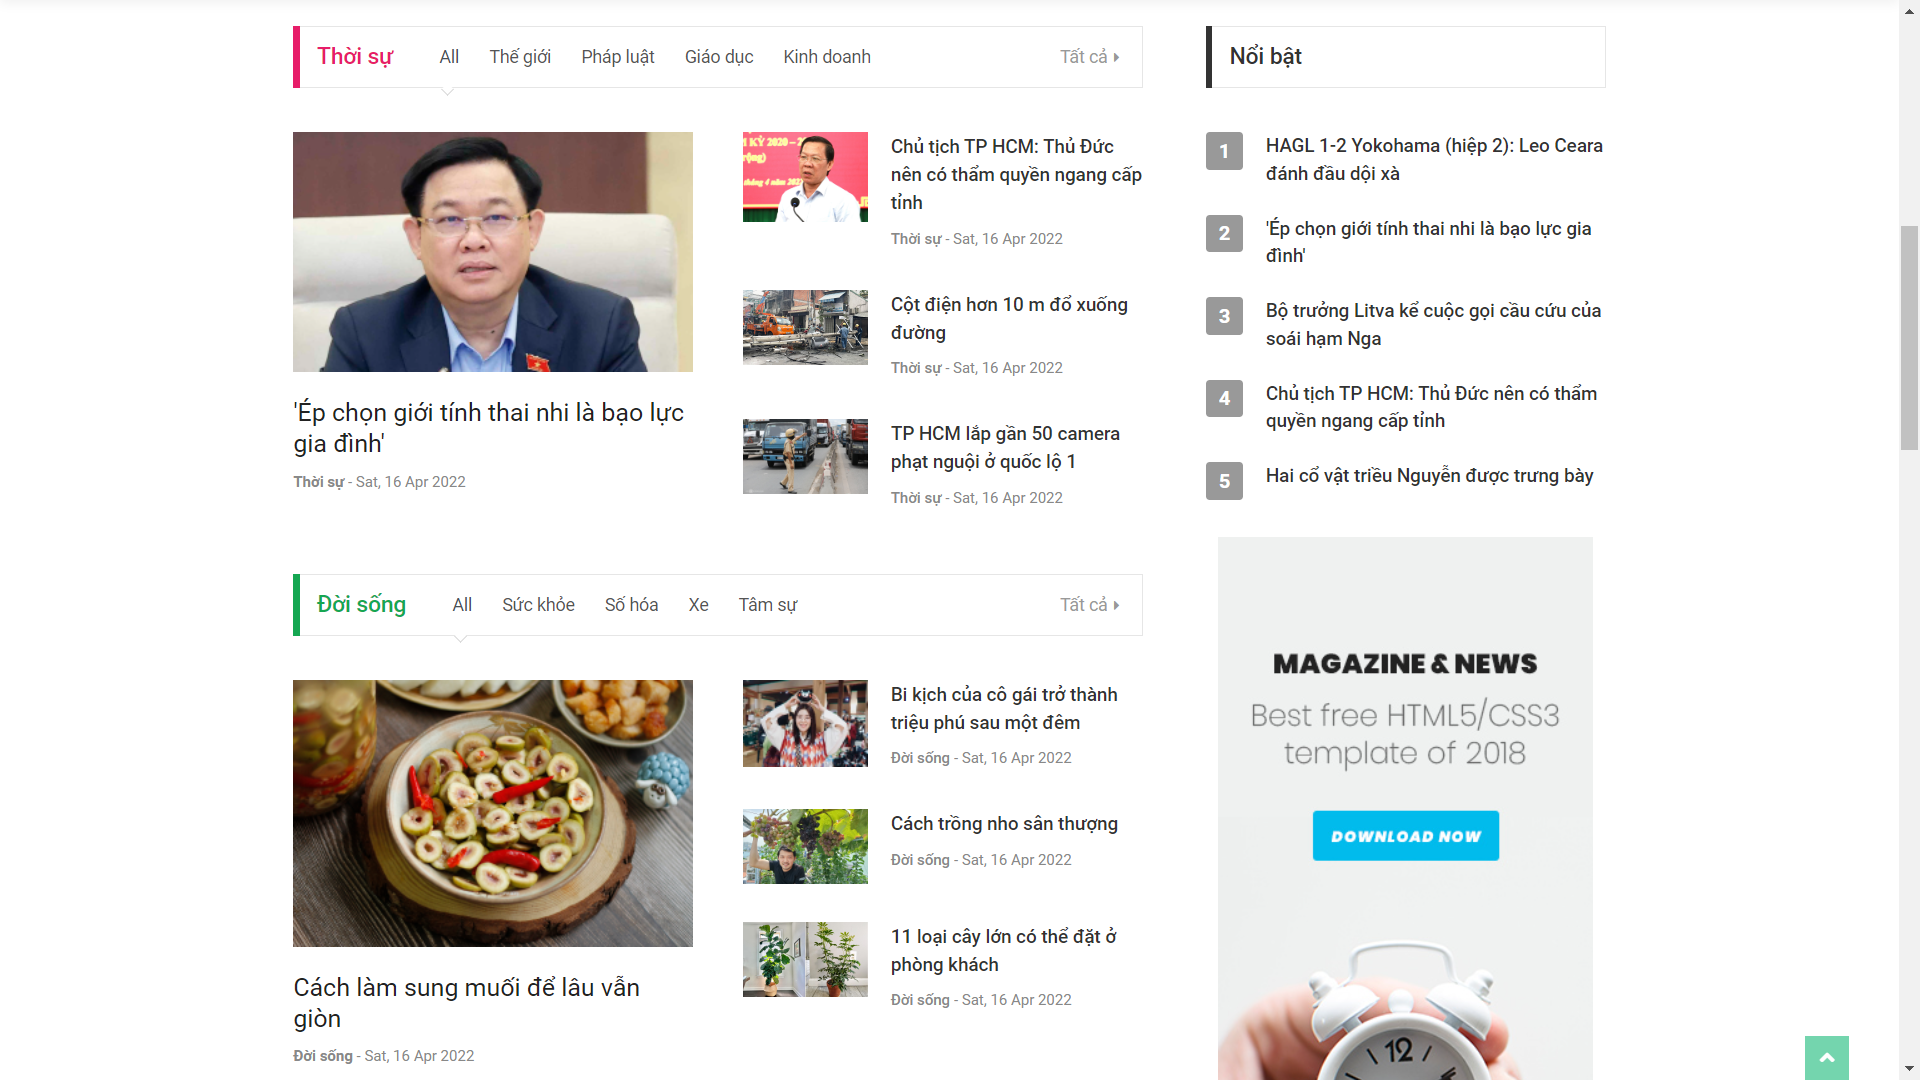 Thời sự
All
Thế giới
Pháp luật
Giáo dục
Kinh doanh
Tất cả
'Ép chọn giới tính thai nhi là bạo lực
gia đình'
Thời sự - Sat, 16 Apr 2022
Chủ tịch TP HCM: Thủ Đức
nên có thẩm quyền ngang cấp
tỉnh
Thời sự - Sat, 16 Apr 2022
Cột điện hơn 10 m đổ xuống
đường
Thời sự - Sat, 16 Apr 2022
TP HCM lắp gần 50 camera
phạt nguội ở quốc lộ 1
Thời sự - Sat, 16 Apr 2022
Đời sống
All
Sức khỏe
Số hóa
Xe
Tâm sự
Tất cả
Cách làm sung muối để lâu vẫn
giòn
Đời sống - Sat, 16 Apr 2022
Bi kịch của cô gái trở thành
triệu phú sau một đêm
Đời sống - Sat, 16 Apr 2022
Cách trồng nho sân thượng
Đời sống - Sat, 16 Apr 2022
11 loại cây lớn có thể đặt ở
phòng khách
Đời sống - Sat, 16 Apr 2022
Nổi bật
1
HAGL 1-2 Yokohama (hiệp 2): Leo Ceara
đánh đầu dội xà
2
'Ép chọn giới tính thai nhi là bạo lực gia
đình'
3
Bộ trưởng Litva kể cuộc gọi cầu cứu của
soái hạm Nga
4
Chủ tịch TP HCM: Thủ Đức nên có thẩm
quyền ngang cấp tỉnh
5
Hai cổ vật triều Nguyễn được trưng bày
MAGAZINE & NEWS
Best free HTML5/CSS3
template of 2018
DOWNLOAD NOW
12